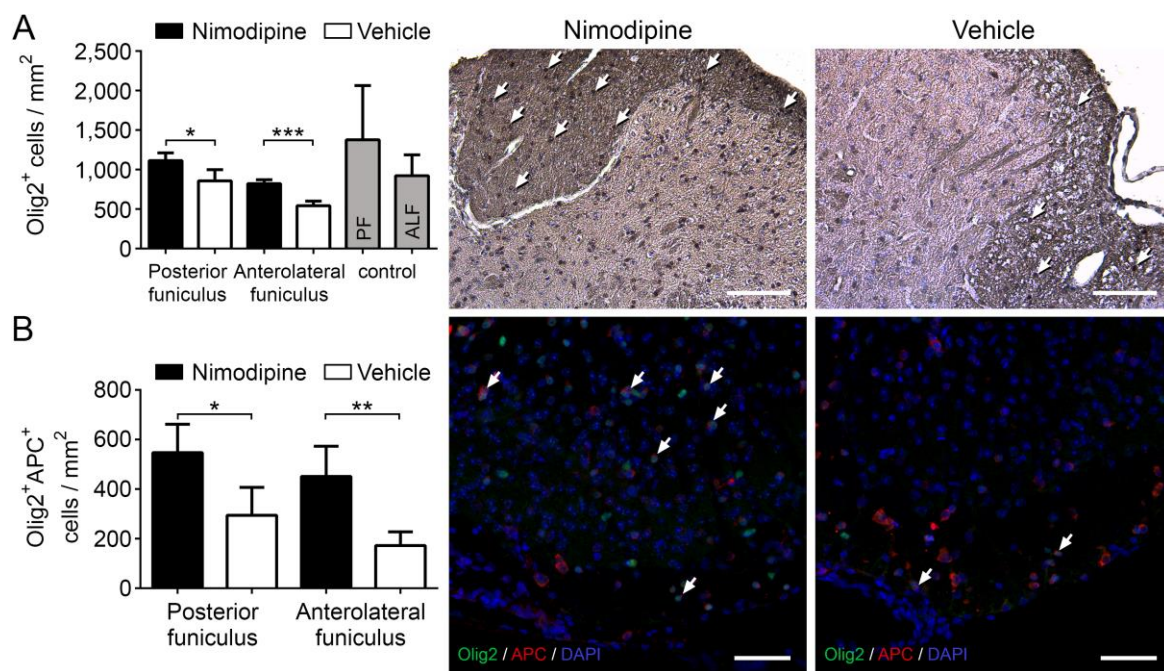 A
Nimodipine Vehicle
Olig2+ cells / mm2
2,500
2,000
1,500
1,000
500
0
* ***
PF
ALF
Posterior funiculus
Anterolateral funiculus
control
Nimodipine
Vehicle
B
Nimodipine Vehicle
Olig2+APC+
cells / mm2
800
600
400
200
0
* **
Posterior funiculus
Anterolateral funiculus
Olig2 / APC / DAPI
Olig2 / APC / DAPI